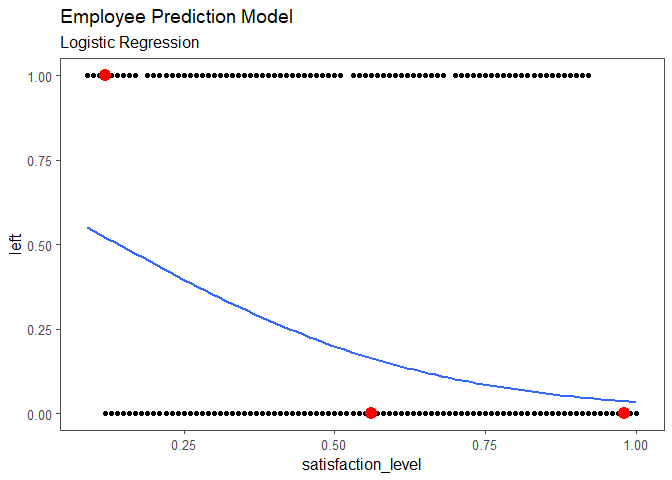 Employee Prediction Model
Logistic Regression
1.00
0.75
0.50
0.25
0.00
left
0.25
0.50
0.75
1.00
satisfaction_level